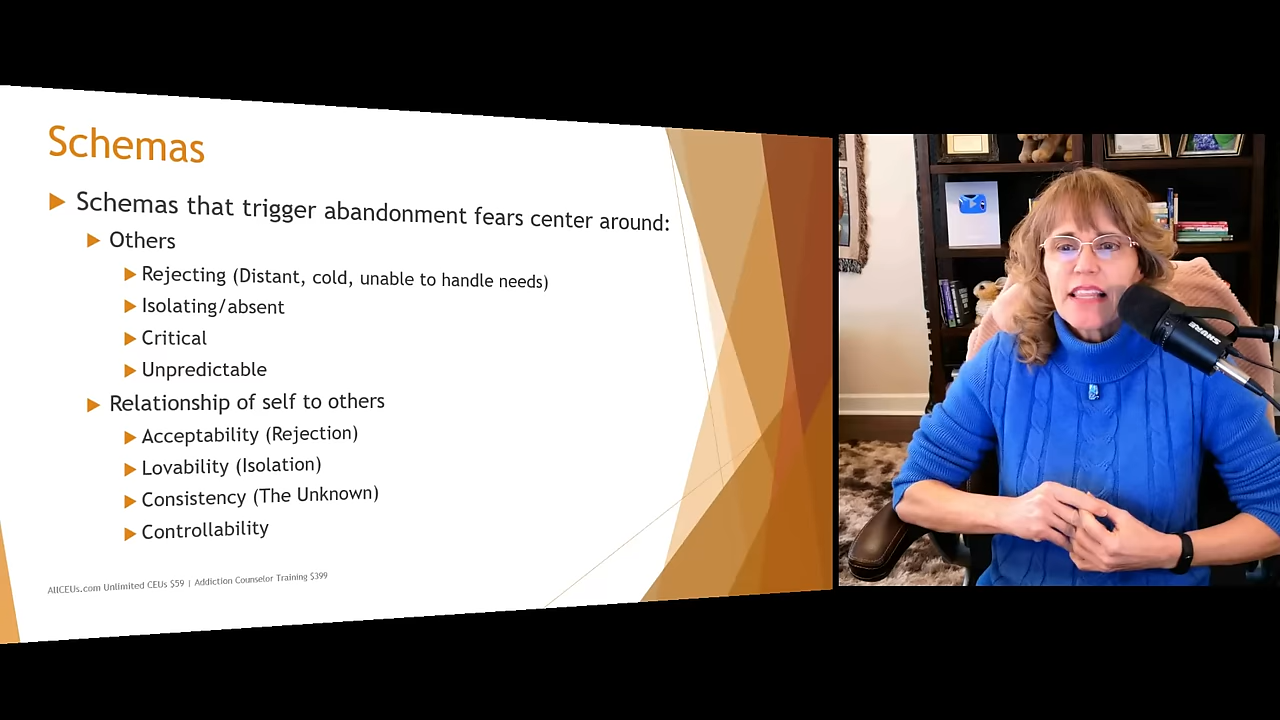 Schemas
Schemas that trigger abandonment fears center around:
Others
Rejecting (Distant, cold, unable to handle needs)
Isolating/absent
Critical
Unpredictable
Relationship of self to others
Acceptability (Rejection)
Lovability (Isolation)
Consistency (The Unknown)
Controllability
AllCEUs.com Unlimited CEUs $59 | Addiction Counselor Training $399
SHURE